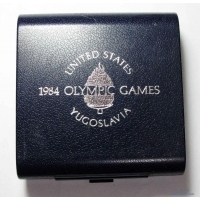 UNITED STATES
1984 OLYMPIC GAMES
YUGOSLAVIA